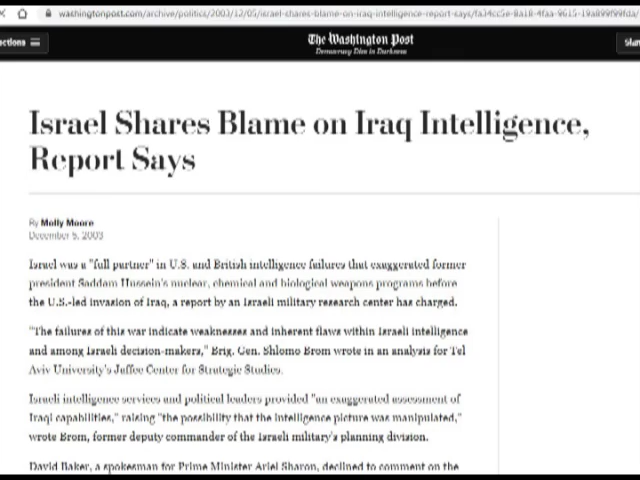 washingtonpost.com/archive/politics/2003/12/05/israel-shares-blame-on-iraq-intelligence-report-says/
ections
The Washington Post
Democracy Dies in Darkness
Israel Shares Blame on Iraq Intelligence,
Report Says
By Molly Moore
December 5, 2003
Israel was a "full partner" in U.S. and British intelligence failures that exaggerated former
president Saddam Hussein's nuclear, chemical and biological weapons programs before
the U.S.-led invasion of Iraq, a report by an Israeli military research center has charged.
"The failures of this war indicate weaknesses and inherent flaws within Israeli intelligence
and among Israeli decision-makers," Brig. Gen. Shlomo Brom wrote in an analysis for Tel
Aviv University's Jaffee Center for Strategic Studies.
Israeli intelligence services and political leaders provided "an exaggerated assessment of
Iraqi capabilities," raising "the possibility that the intelligence picture was manipulated,"
wrote Brom, former deputy commander of the Israeli military's planning division.
David Baker, a spokesman for Prime Minister Ariel Sharon, declined to comment on the